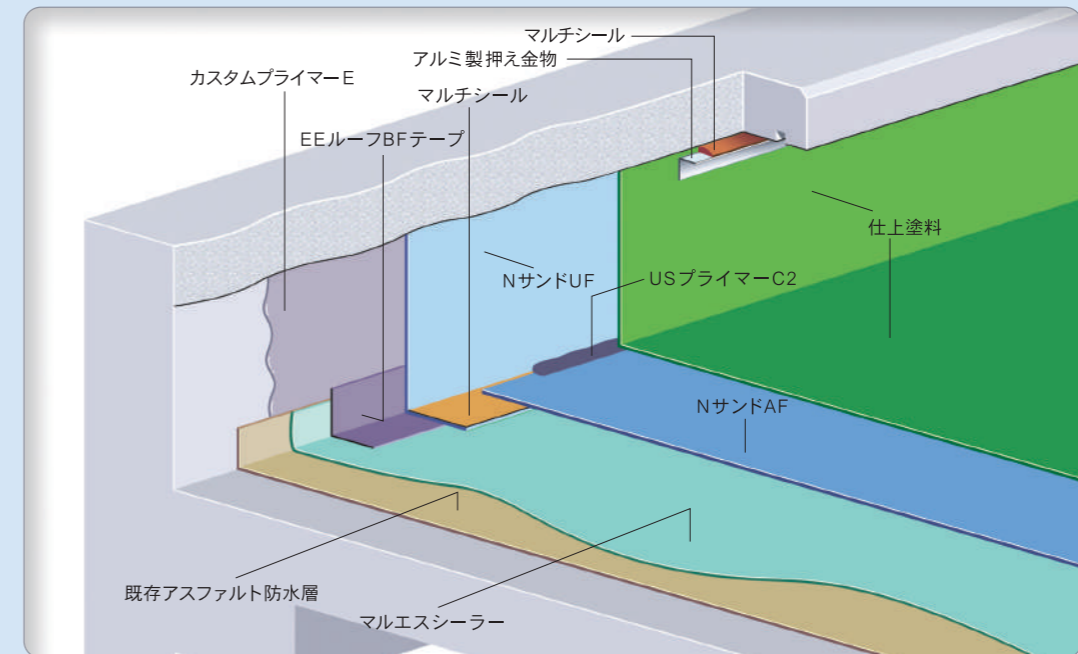 マルチシール
アルミ製押え金物
カスタムプライマーE
マルチシール
EEルーフBFテープ
仕上塗料
NサンドUF
USプライマーC2
NサンドAF
既存アスファルト防水層
マルエスシーラー